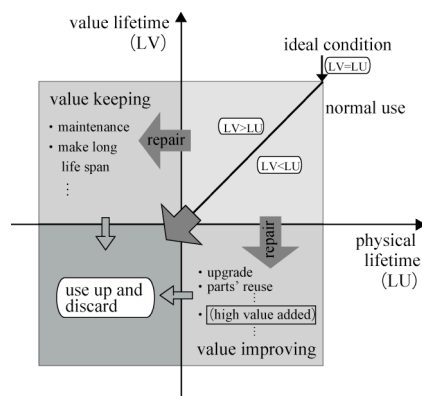 value lifetime
(LV)
ideal condition
LV=LU
value keeping
normal use
・maintenance
・make long
life span
⋮
repair
LV>LU
LV<LU
repair
physical
lifetime
(LU)
use up and
discard
・upgrade
・parts' reuse
⋯
・(high value added)
⋯
value improving